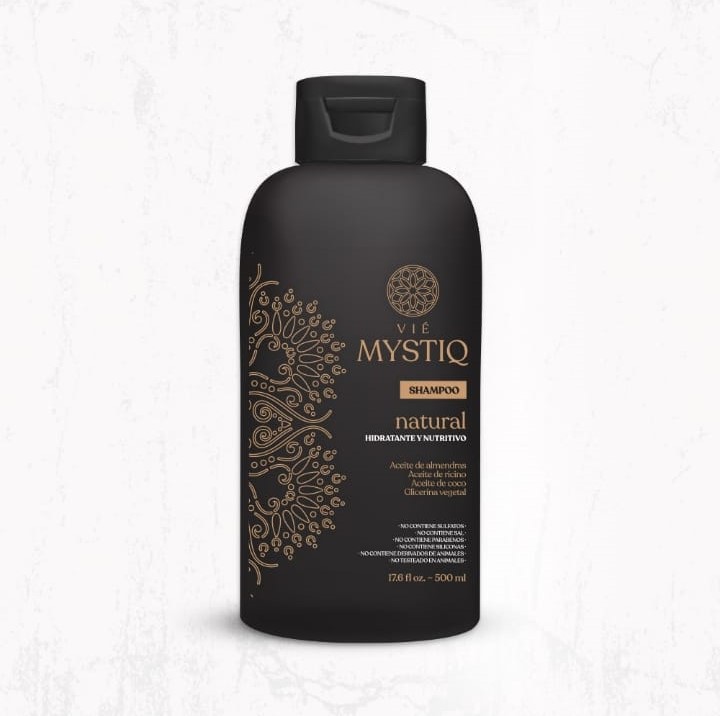 VIÉ
MYSTIQ
SHAMPOO
natural
HIDRATANTE Y NUTRITIVO
Aceite de almendras
Aceite de ricino
Aceite de coco
Glicerina vegetal
· NO CONTIENE SULFATOS ·
· NO CONTIENE SAL ·
· NO CONTIENE PARABENOS ·
· NO CONTIENE SILICONAS ·
· NO CONTIENE DERIVADOS DE ANIMALES ·
· NO TESTEADO EN ANIMALES ·
17.6 fl oz. - 500 ml